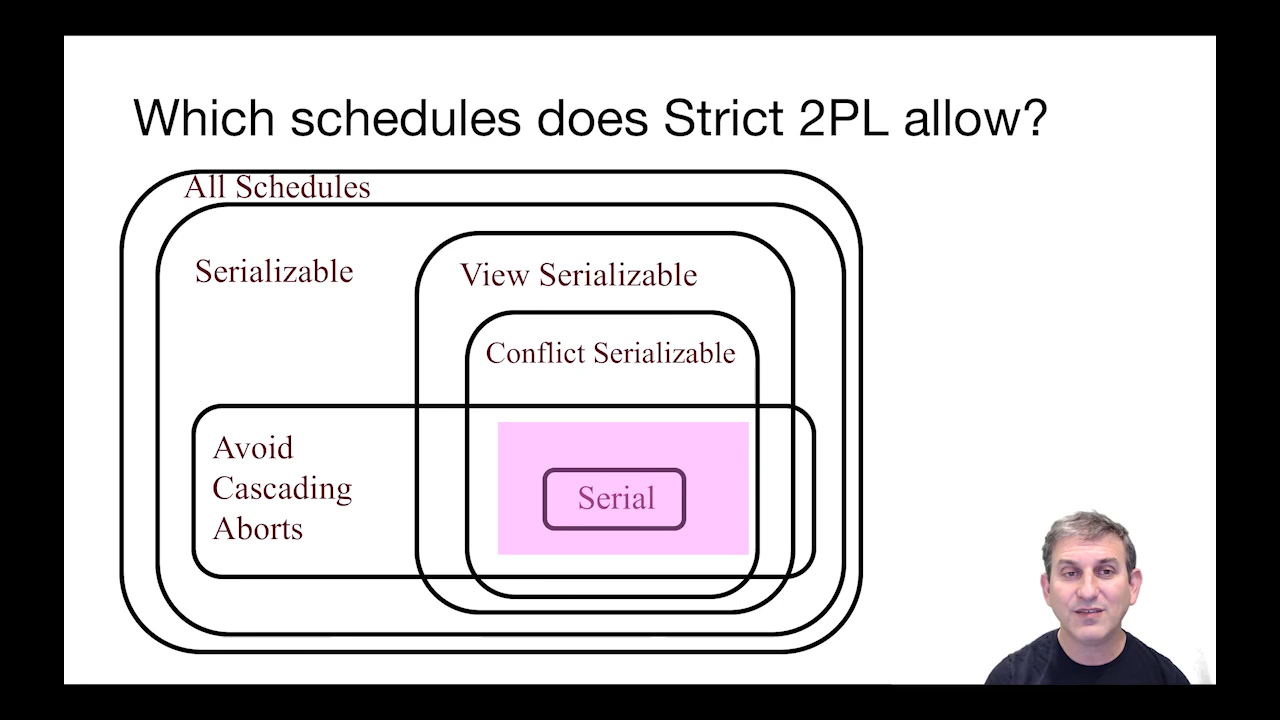 Which schedules does Strict 2PL allow?
All Schedules
Serializable
View Serializable
Conflict Serializable
Avoid
Cascading
Aborts
Serial